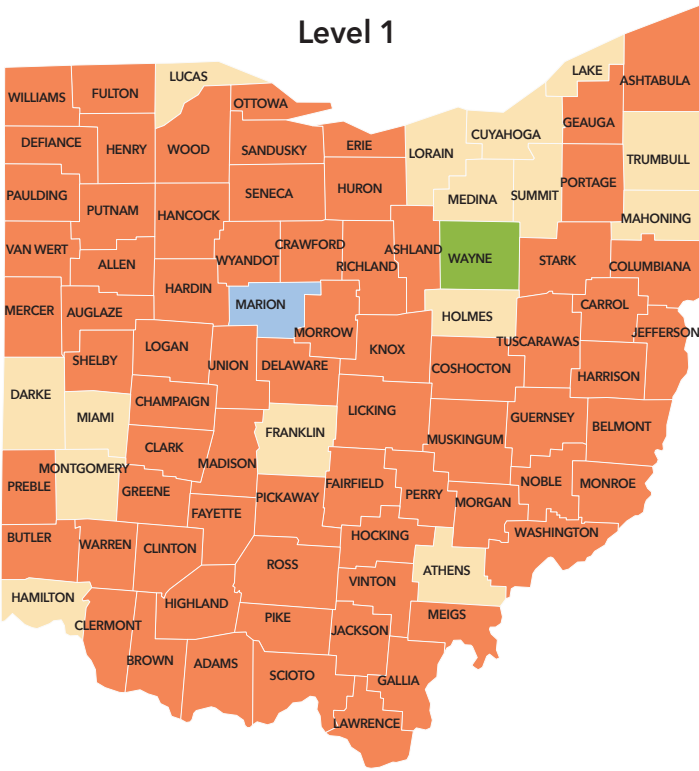 Level 1
LUCAS
LAKE
ASHTABULA
WILLIAMS
FULTON
OTTOWA
GEAUGA
DEFIANCE
HENRY
WOOD
SANDUSKY
ERIE
LORAIN
CUYAHOGA
TRUMBULL
PAULDING
PUTNAM
HANCOCK
SENECA
HURON
MEDINA
SUMMIT
PORTAGE
MAHONING
VAN WERT
ALLEN
WYANDOT
CRAWFORD
RICHLAND
ASHLAND
WAYNE
STARK
COLUMBIANA
MERCER
AUGLAZE
HARDIN
MARION
MORROW
HOLMES
TUSCARAWAS
CARROL
JEFFERSON
SHELBY
LOGAN
UNION
DELAWARE
KNOX
COSHOCTON
HARRISON
DARKE
MIAMI
CHAMPAIGN
LICKING
GUERNSEY
BELMONT
CLARK
FRANKLIN
MUSKINGUM
MONTGOMERY
MADISON
PREBLE
GREENE
PICKAWAY
FAIRFIELD
PERRY
MORGAN
NOBLE
MONROE
FAYETTE
BUTLER
WARREN
CLINTON
HOCKING
WASHINGTON
ROSS
VINTON
ATHENS
HAMILTON
CLERMONT
HIGHLAND
PIKE
JACKSON
MEIGS
BROWN
ADAMS
SCIOTO
GALLIA
LAWRENCE